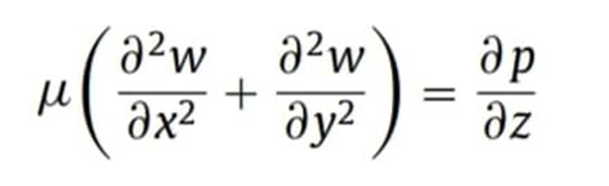 μ(∂²w/∂x² + ∂²w/∂y²) = ∂p/∂z